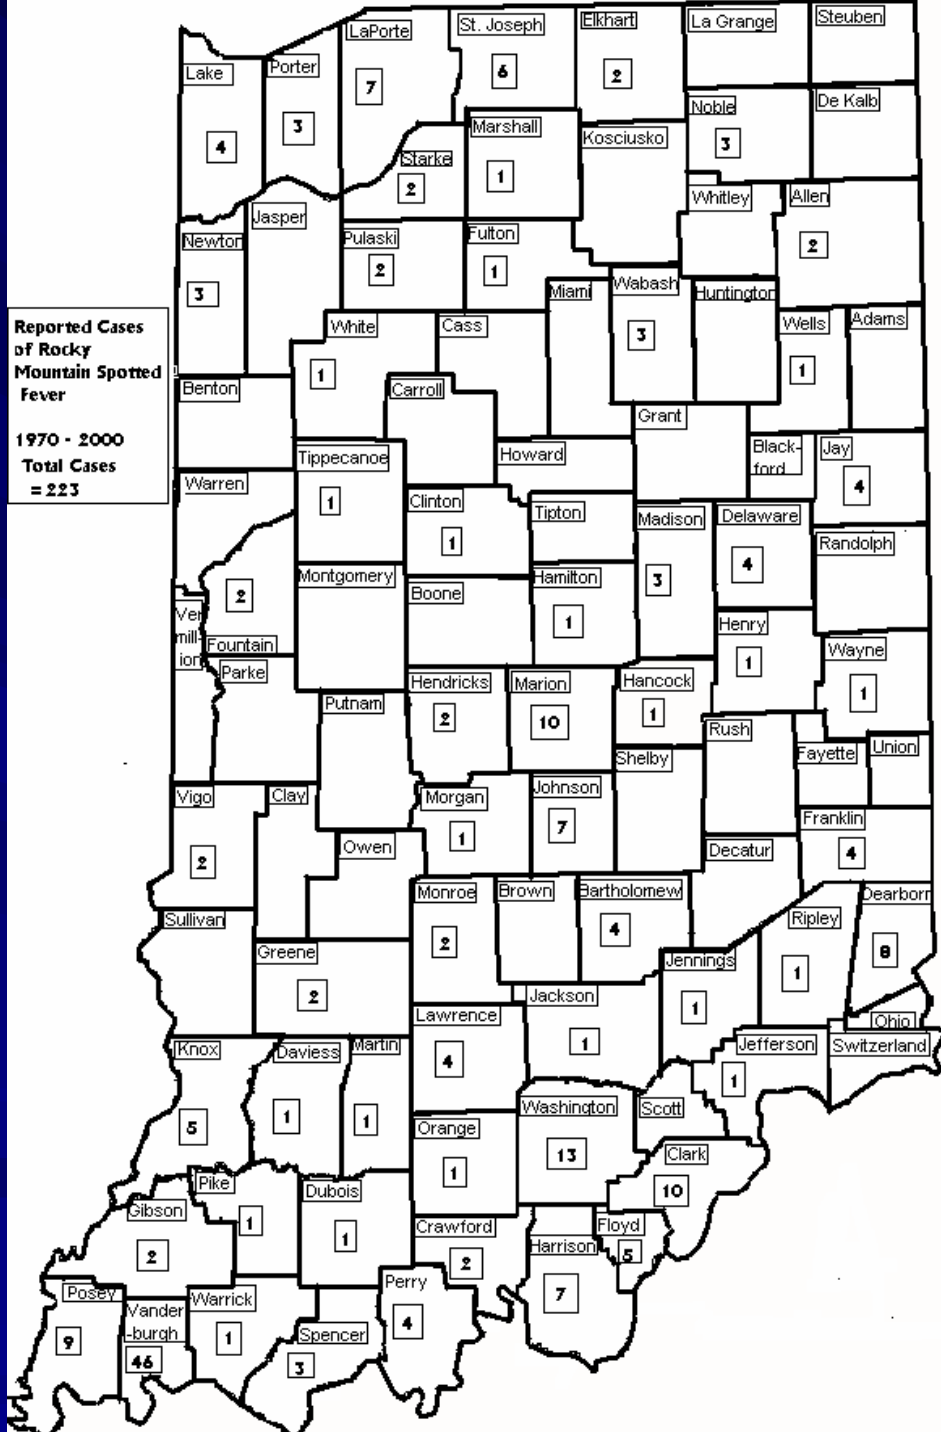 LaPorte
7
St. Joseph
6
Elkhart
2
La Grange
Steuben
Lake
4
Porter
3
Starke
2
Marshall
1
Kosciusko
Noble
3
De Kalb
Whitley
Allen
2
Newton
3
Jasper
Pulaski
2
Fulton
1
Miami
Wabash
3
Huntington
Wells
1
Adams
Reported Cases
of Rocky
Mountain Spotted
Fever
1970 - 2000
Total Cases
= 223
White
1
Cass
Benton
Carroll
Grant
Howard
Black-
ford
Jay
4
Warren
Tippecanoe
1
Clinton
1
Tipton
Madison
3
Delaware
4
Randolph
2
Fountain
Montgomery
Boone
Hamilton
1
Henry
1
Wayne
1
Ver
mill-
ion
Parke
Putnam
Hendricks
2
Marion
10
Hancock
1
Rush
Fayette
Union
Shelby
Vigo
2
Clay
Morgan
1
Johnson
7
Franklin
4
Owen
Decatur
Monroe
2
Brown
Bartholomew
4
Ripley
1
Dearborn
8
Sullivan
Greene
2
Jennings
1
Jackson
1
Lawrence
4
Ohio
Knox
5
Daviess
1
Martin
1
Jefferson
1
Switzerland
Orange
1
Washington
13
Scott
Clark
10
Pike
1
Dubois
1
Gibson
2
Crawford
2
Harrison
7
Floyd
5
Posey
9
Vander
-burgh
46
Warrick
1
Spencer
3
Perry
4